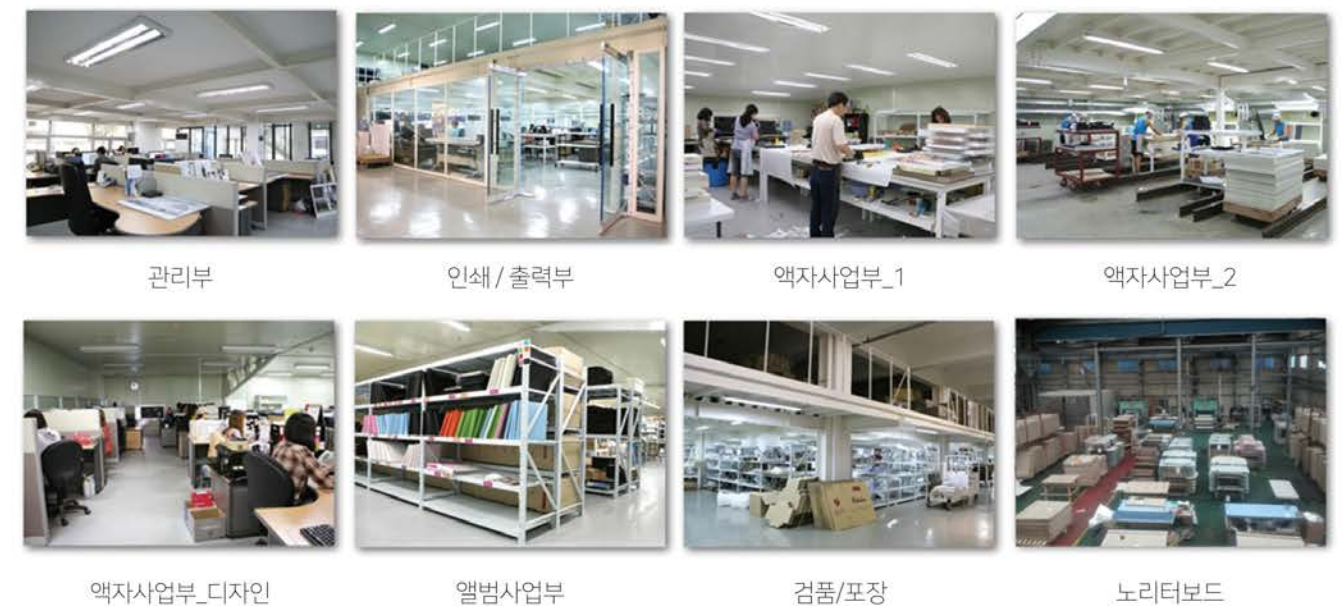 관리부
인쇄 / 출력부
액자사업부_1
액자사업부_2
액자사업부_디자인
앨범사업부
검품/포장
노리터보드